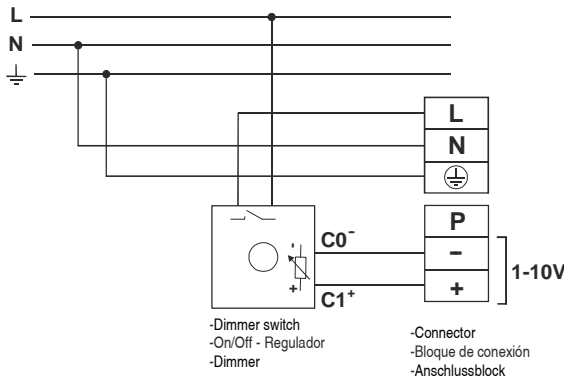 L
N
L
N
P
C0-
-
1-10V
+
C1+
-
+
-Dimmer switch
-On/Off - Regulador
-Dimmer
-Connector
-Bloque de conexión
-Anschlussblock